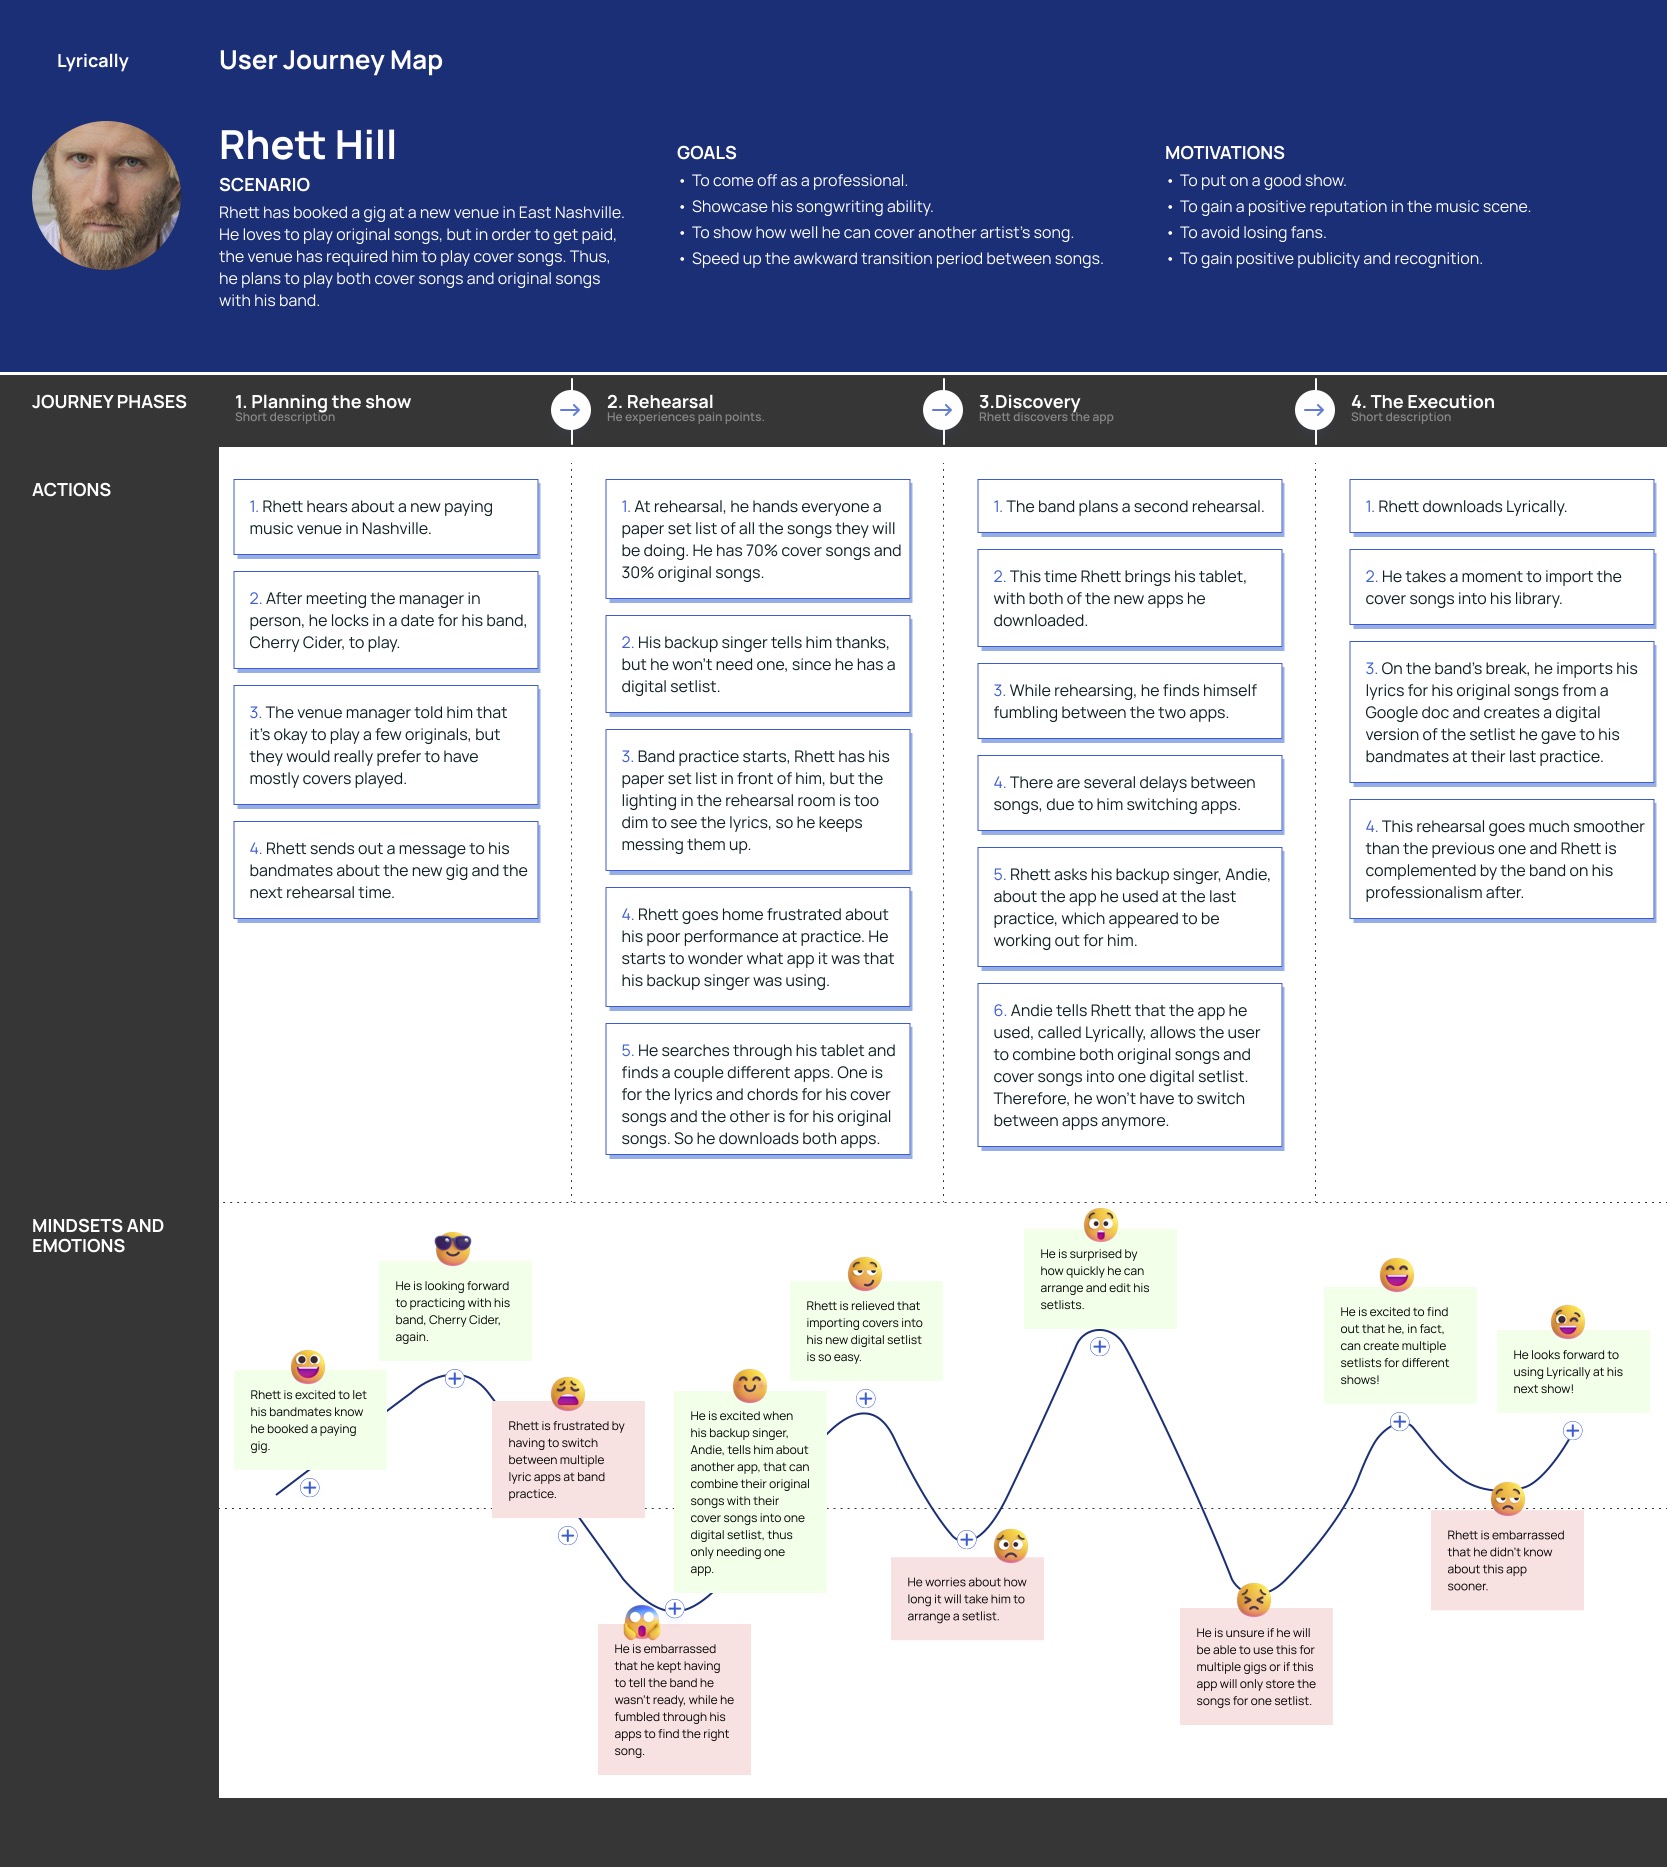 Lyrically
User Journey Map
Rhett Hill
SCENARIO
Rhett has booked a gig at a new venue in East Nashville.
He loves to play original songs, but in order to get paid,
the venue has required him to play cover songs. Thus,
he plans to play both cover songs and original songs
with his band.
GOALS
• To come off as a professional.
• Showcase his songwriting ability.
• To show how well he can cover another artist's song.
• Speed up the awkward transition period between songs.
MOTIVATIONS
• To put on a good show.
• To gain a positive reputation in the music scene.
• To avoid losing fans.
• To gain positive publicity and recognition.
JOURNEY PHASES
1. Planning the show
Short description
2. Rehearsal
He experiences pain points.
3.Discovery
Rhett discovers the app
4. The Execution
Short description
ACTIONS
1. Rhett hears about a new paying
music venue in Nashville.
2. After meeting the manager in
person, he locks in a date for his band,
Cherry Cider, to play.
3. The venue manager told him that
it's okay to play a few originals, but
they would really prefer to have
mostly covers played.
4. Rhett sends out a message to his
bandmates about the new gig and the
next rehearsal time.
1. At rehearsal, he hands everyone a
paper set list of all the songs they will
be doing. He has 70% cover songs and
30% original songs.
2. His backup singer tells him thanks,
but he won't need one, since he has a
digital setlist.
3. Band practice starts, Rhett has his
paper set list in front of him, but the
lighting in the rehearsal room is too
dim to see the lyrics, so he keeps
messing them up.
4. Rhett goes home frustrated about
his poor performance at practice. He
starts to wonder what app it was that
his backup singer was using.
5. He searches through his tablet and
finds a couple different apps. One is
for the lyrics and chords for his cover
songs and the other is for his original
songs. So he downloads both apps.
1. The band plans a second rehearsal.
2. This time Rhett brings his tablet,
with both of the new apps he
downloaded.
3. While rehearsing, he finds himself
fumbling between the two apps.
4. There are several delays between
songs, due to him switching apps.
5. Rhett asks his backup singer, Andie,
about the app he used at the last
practice, which appeared to be
working out for him.
6. Andie tells Rhett that the app he
used, called Lyrically, allows the user
to combine both original songs and
cover songs into one digital setlist.
Therefore, he won't have to switch
between apps anymore.
1. Rhett downloads Lyrically.
2. He takes a moment to import the
cover songs into his library.
3. On the band's break, he imports his
lyrics for his original songs from a
Google doc and creates a digital
version of the setlist he gave to his
bandmates at their last practice.
4. This rehearsal goes much smoother
than the previous one and Rhett is
complemented by the band on his
professionalism after.
MINDSETS AND
EMOTIONS
Rhett is excited to let
his bandmates know
he booked a paying
gig.
He is looking forward
to practicing with his
band, Cherry Cider,
again.
Rhett is frustrated by
having to switch
between multiple
lyric apps at band
practice.
He is embarrassed
that he kept having
to tell the band he
wasn't ready, while he
fumbled through his
apps to find the right
song.
He is excited when
his backup singer,
Andie, tells him about
another app, that can
combine their original
songs with their
cover songs into one
digital setlist, thus
only needing one
app.
Rhett is relieved that
importing covers into
his new digital setlist
is so easy.
He worries about how
long it will take him to
arrange a setlist.
He is surprised by
how quickly he can
arrange and edit his
setlists.
He is unsure if he will
be able to use this for
multiple gigs or if this
app will only store the
songs for one setlist.
He is excited to find
out that he, in fact,
can create multiple
setlists for different
shows!
Rhett is embarrassed
that he didn't know
about this app
sooner.
He looks forward to
using Lyrically at his
next show!